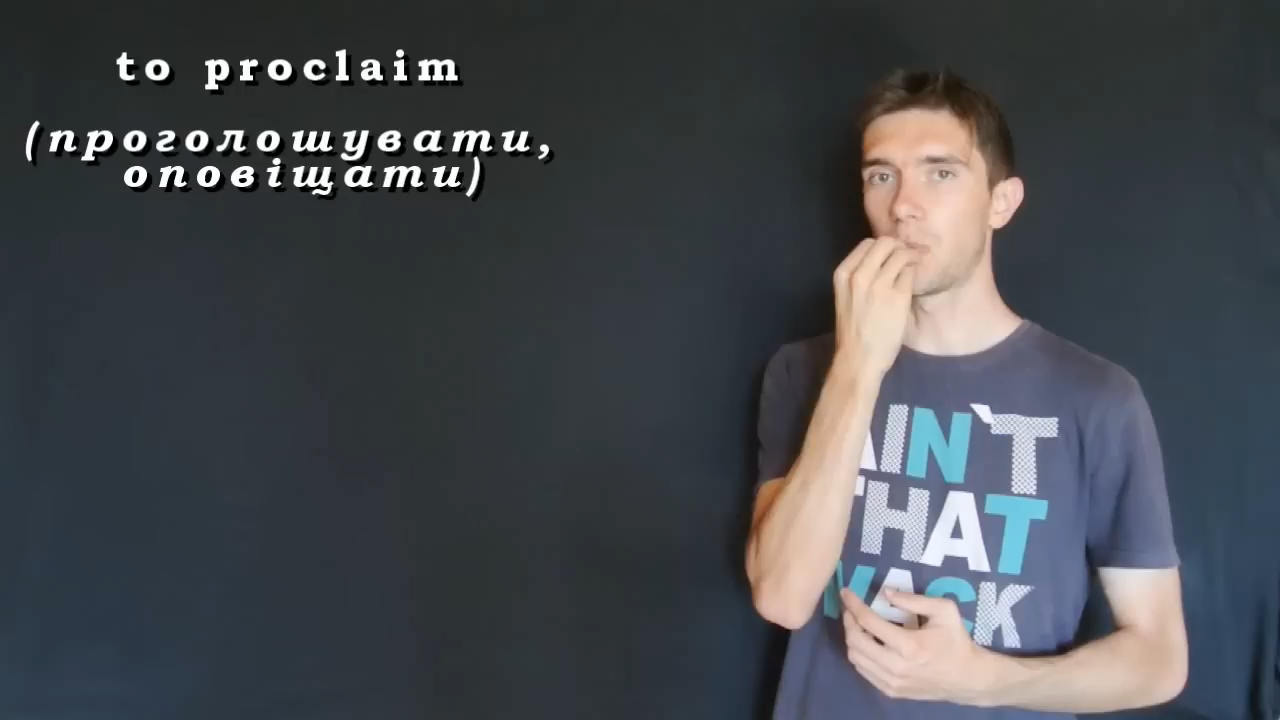 to proclaim
(проголошувати,
оповіщати)
AIN`T
THAT
WACK